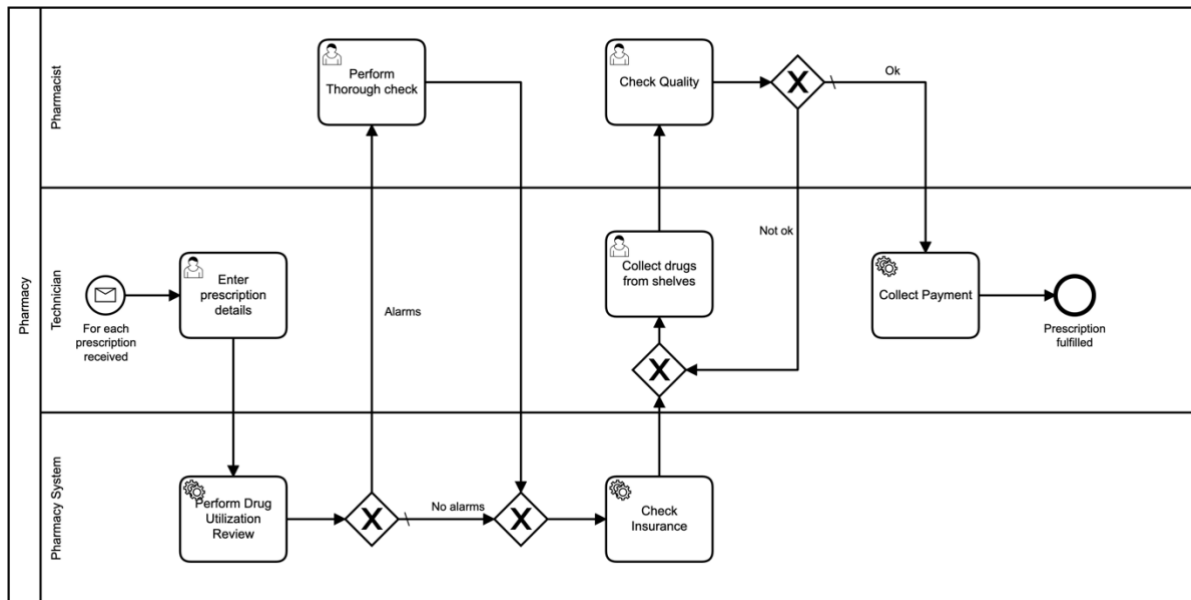 Pharmacy
Pharmacist
Perform
Thorough check
Check Quality
Ok
Not ok
Technician
For each
prescription
received
Enter
prescription
details
Alarms
Collect drugs
from shelves
Collect Payment
Prescription
fulfilled
Pharmacy System
Perform Drug
Utilization
Review
No alarms
Check
Insurance